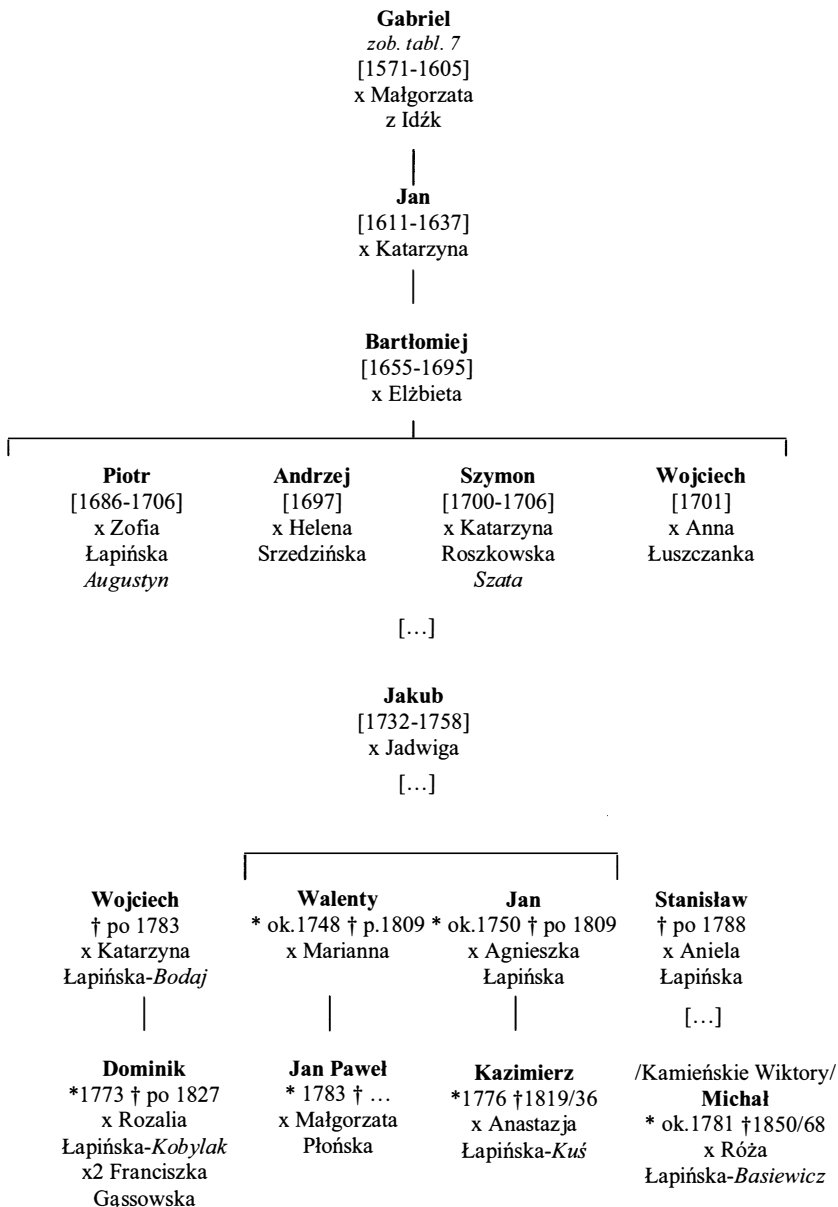 Gabriel
zob. tabl. 7
[1571-1605]
x Małgorzata
z Idźk
Jan
[1611-1637]
x Katarzyna
Bartłomiej
[1655-1695]
x Elżbieta
Piotr
[1686-1706]
x Zofia
Łapińska
Augustyn
Andrzej
[1697]
x Helena
Srzedzińska
Szymon
[1700-1706]
x Katarzyna
Roszkowska
Szata
Wojciech
[1701]
x Anna
Łuszczanka
[…]
Jakub
[1732-1758]
x Jadwiga
[…]
Wojciech
† po 1783
x Katarzyna
Łapińska-Bodaj
Walenty
* ok.1748 † p.1809
x Marianna
Jan
* ok.1750 † po 1809
x Agnieszka
Łapińska
Stanisław
† po 1788
x Aniela
Łapińska
[…]
Dominik
*1773 † po 1827
x Rozalia
Łapińska-Kobylak
x2 Franciszka
Gąssowska
Jan Paweł
* 1783 † …
x Małgorzata
Płońska
Kazimierz
*1776 †1819/36
x Anastazja
Łapińska-Kuś
/Kamieńskie Wiktory/
Michał
* ok.1781 †1850/68
x Róża
Łapińska-Basiewicz